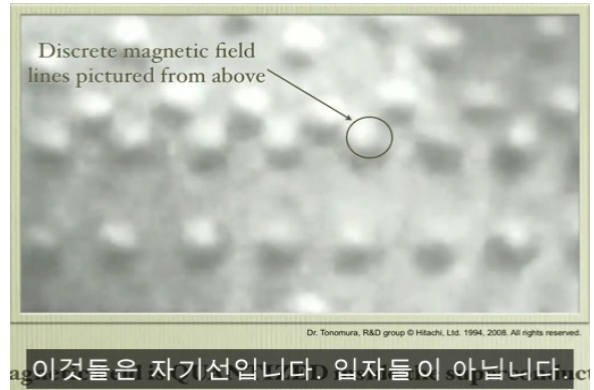 Discrete magnetic field
lines pictured from above
Dr. Tonomura, R&D group © Hitachi, Ltd. 1994, 2008. All rights reserved.
이것들은 자기선입니다. 입자들이 아닙니다.